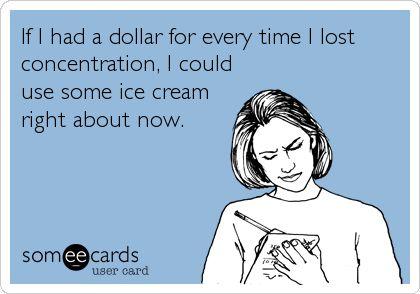 If I had a dollar for every time I lost
concentration, I could
use some ice cream
right about now.
someecards
user card